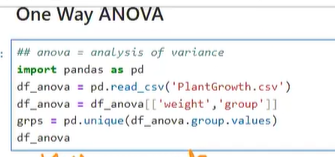 One Way ANOVA
:
## anova = analysis of variance
import pandas as pd
df_anova = pd.read_csv('PlantGrowth.csv')
df_anova = df_anova[['weight','group']]
grps = pd.unique(df_anova.group.values)
df_anova